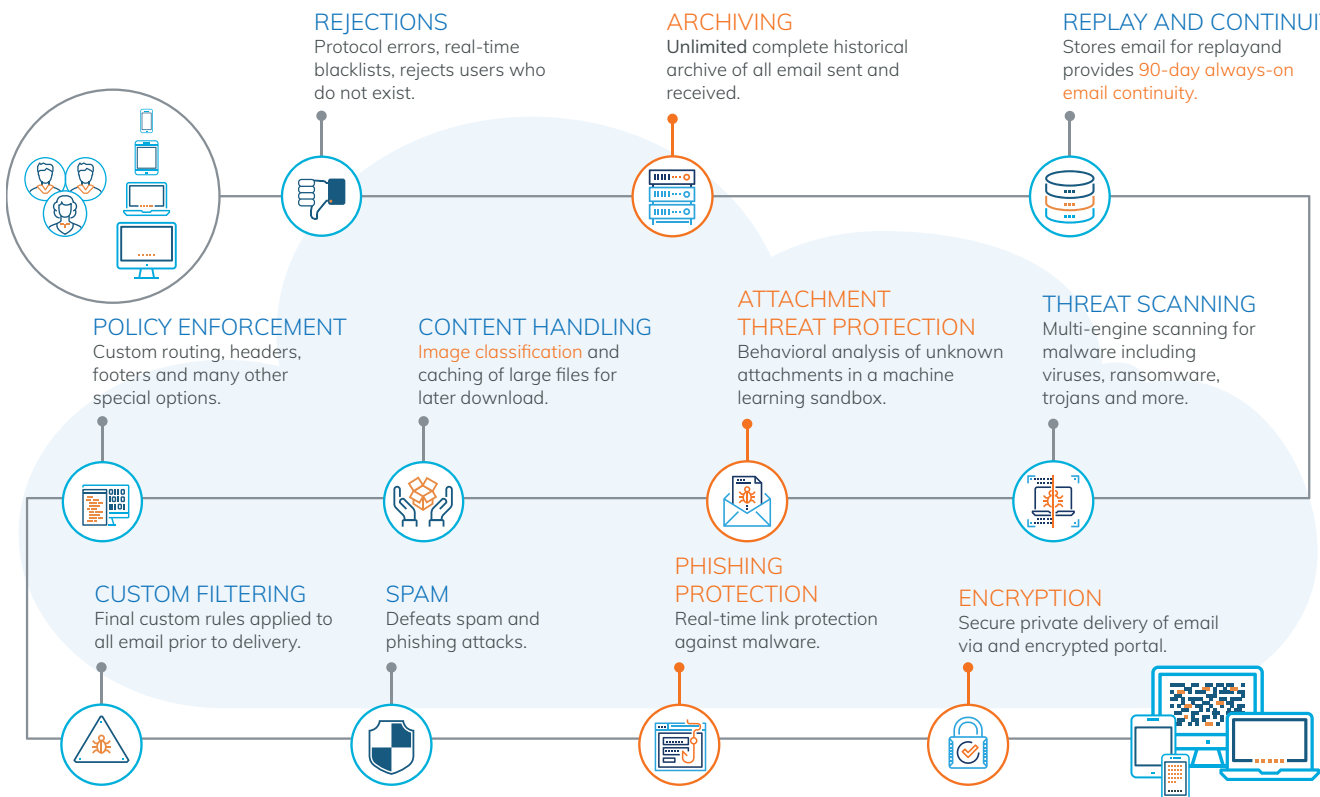 REJECTIONS
Protocol errors, real-time
blacklists, rejects users who
do not exist.
ARCHIVING
Unlimited complete historical
archive of all email sent and
received.
REPLAY AND CONTINUI
Stores email for replayand
provides 90-day always-on
email continuity.
POLICY ENFORCEMENT
Custom routing, headers,
footers and many other
special options.
CONTENT HANDLING
Image classification and
caching of large files for
later download.
ATTACHMENT
THREAT PROTECTION
Behavioral analysis of unknown
attachments in a machine
learning sandbox.
THREAT SCANNING
Multi-engine scanning for
malware including
viruses, ransomware,
trojans and more.
0110
1010
0101
CUSTOM FILTERING
Final custom rules applied to
all email prior to delivery.
SPAM
Defeats spam and
phishing attacks.
PHISHING
PROTECTION
Real-time link protection
against malware.
ENCRYPTION
Secure private delivery of email
via and encrypted portal.